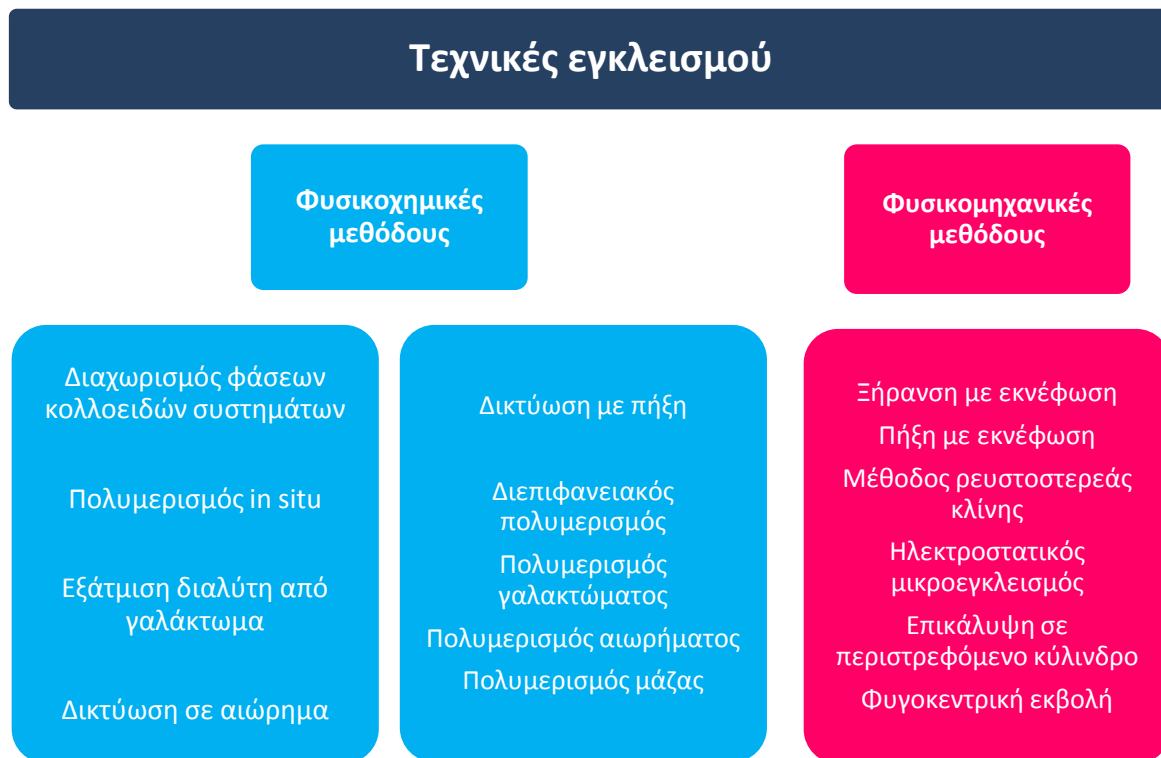 Τεχνικές εγκλεισμού
Φυσικοχημικές
μεθόδους
Φυσικομηχανικές
μεθόδους
Διαχωρισμός φάσεων
κολλοειδών συστημάτων
Πολυμερισμός in situ
Εξάτμιση διαλύτη από
γαλάκτωμα
Δικτύωση σε αιώρημα
Δικτύωση με πήξη
Διεπιφανειακός
πολυμερισμός
Πολυμερισμός
γαλακτώματος
Πολυμερισμός αιωρήματος
Πολυμερισμός μάζας
Ξήρανση με εκνέφωση
Πήξη με εκνέφωση
Μέθοδος ρευστοστερεάς
κλίνης
Ηλεκτροστατικός
μικροεγκλεισμός
Επικάλυψη σε
περιστρεφόμενο κύλινδρο
Φυγοκεντρική εκβολή